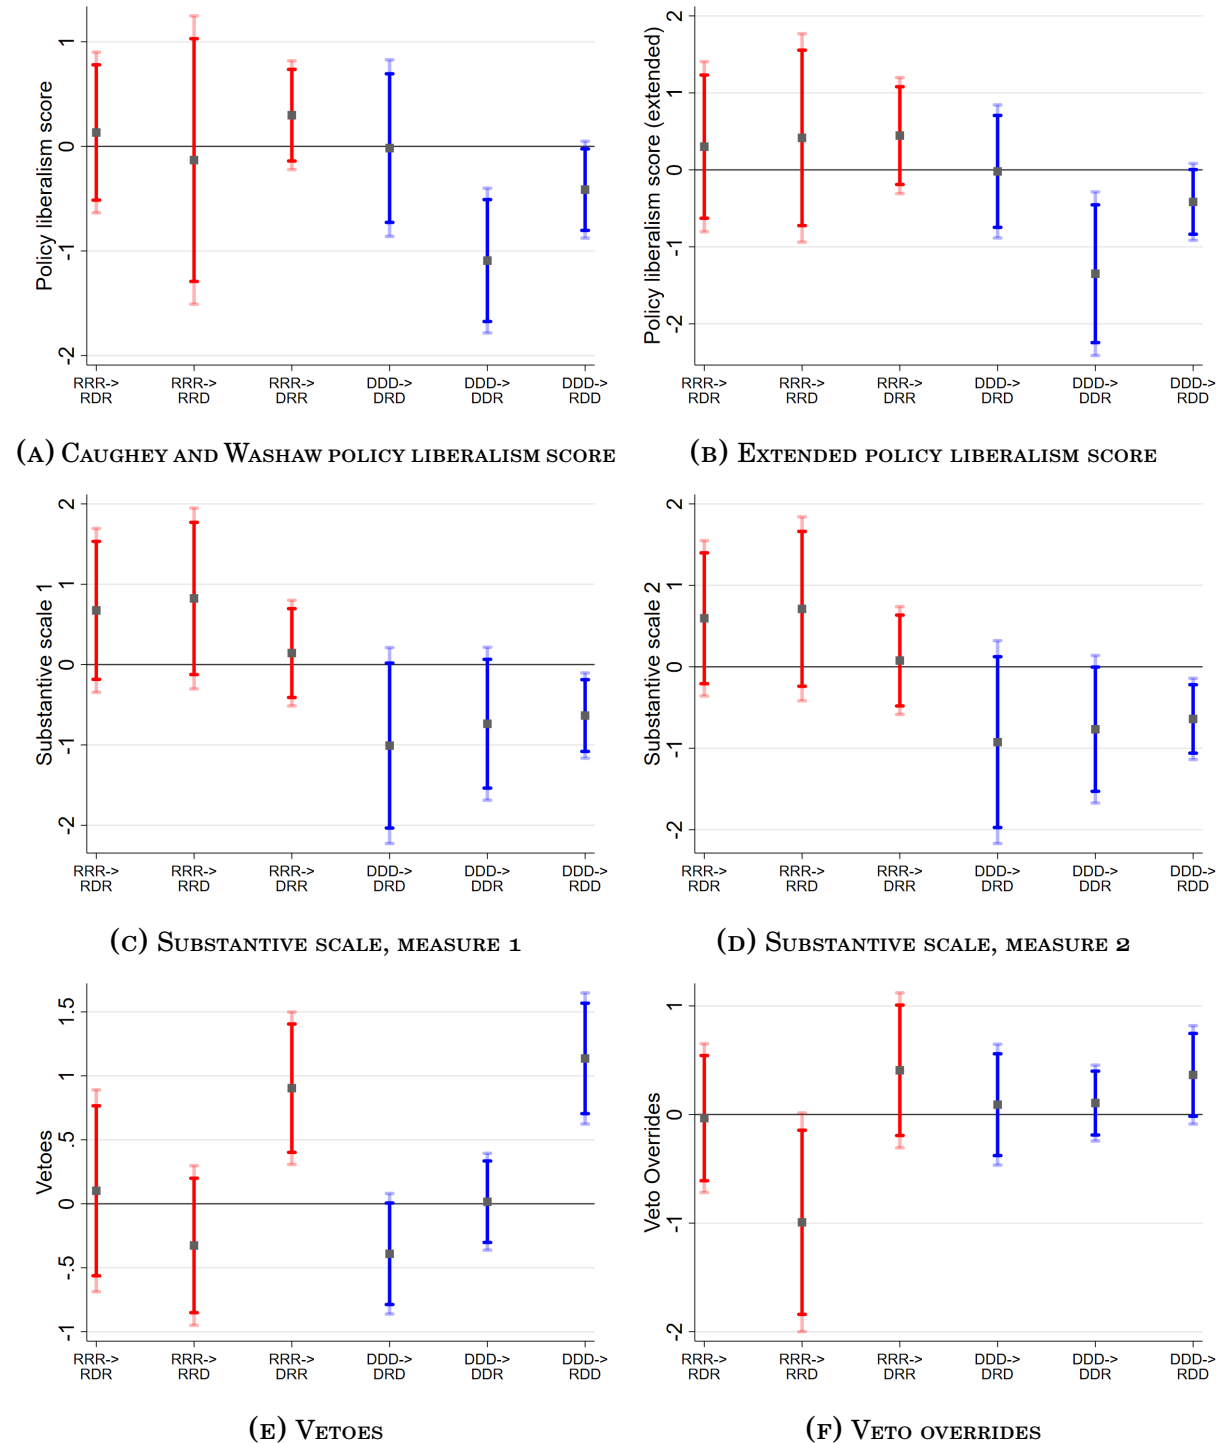 Policy liberalism score
1
0
-1
-2
RRR-> RRR-> RRR-> DDD-> DDD-> DDD->
RDR RRD DRR DRD DDR RDD
(A) Caughey and Washaw policy liberalism score
Policy liberalism score (extended)
2
1
0
-1
-2
RRR-> RRR-> RRR-> DDD-> DDD-> DDD->
RDR RRD DRR DRD DDR RDD
(B) Extended policy liberalism score
Substantive scale 1
2
1
0
-1
-2
RRR-> RRR-> RRR-> DDD-> DDD-> DDD->
RDR RRD DRR DRD DDR RDD
(C) Substantive scale, measure 1
Substantive scale 2
2
1
0
-1
-2
RRR-> RRR-> RRR-> DDD-> DDD-> DDD->
RDR RRD DRR DRD DDR RDD
(D) Substantive scale, measure 2
Vetoes
1.5
1
.5
0
-.5
-1
RRR-> RRR-> RRR-> DDD-> DDD-> DDD->
RDR RRD DRR DRD DDR RDD
(E) Vetoes
Veto Overrides
1
0
-1
-2
RRR-> RRR-> RRR-> DDD-> DDD-> DDD->
RDR RRD DRR DRD DDR RDD
(F) Veto overrides